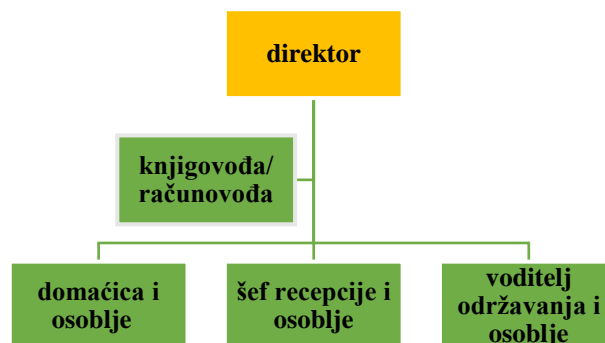 direktor
knjigovođa/
računovođa
domaćica i
osoblje
šef recepcije i
osoblje
voditelj
održavanja i
osoblje